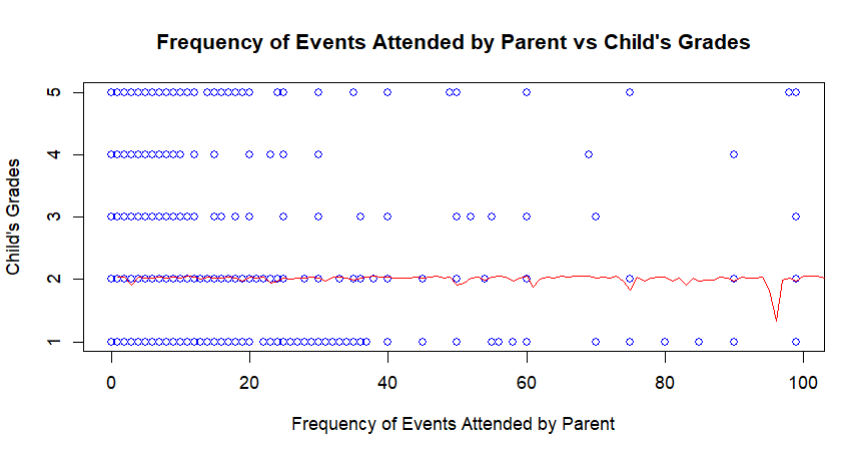 Frequency of Events Attended by Parent vs Child's Grades
Child's Grades
5
4
3
2
1
0 20 40 60 80 100
Frequency of Events Attended by Parent